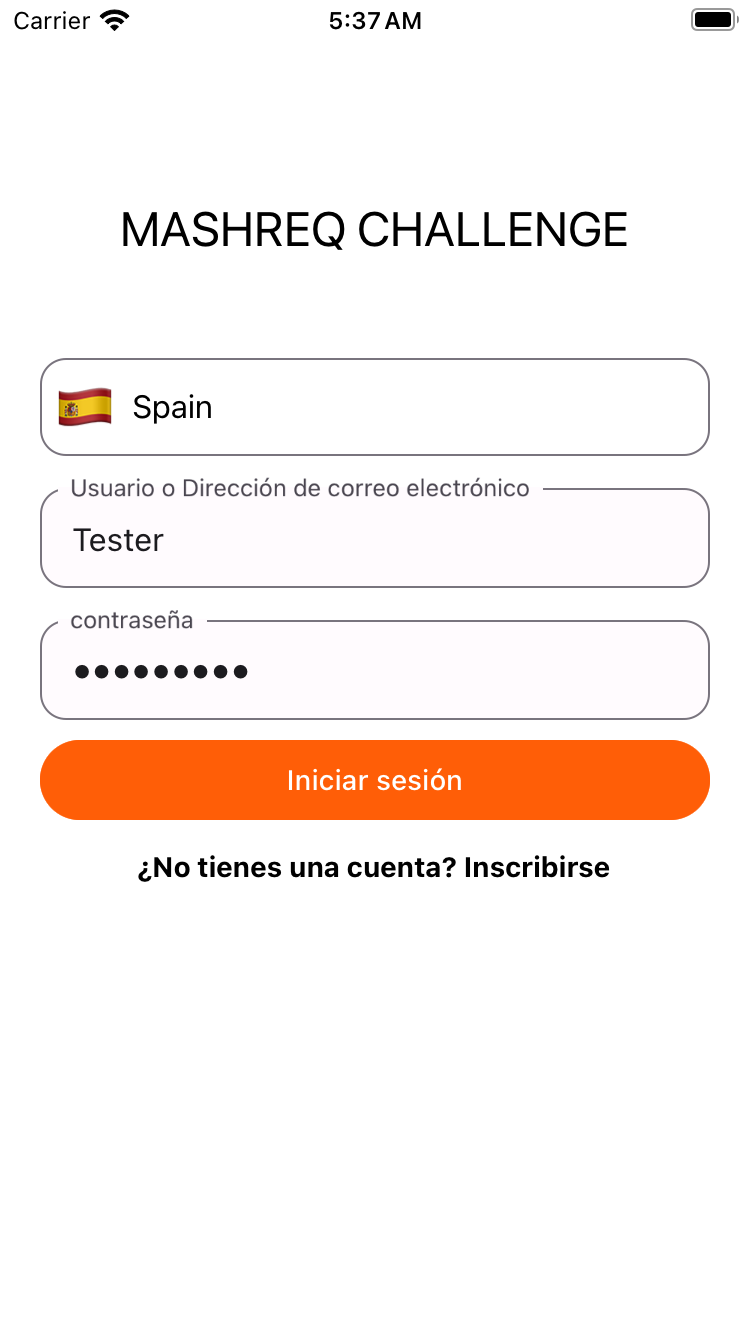 Carrier 5:37 AM
MASHREQ CHALLENGE
Spain
Usuario o Dirección de correo electrónico
Tester
contraseña
•••••••••
Iniciar sesión
¿No tienes una cuenta? Inscribirse